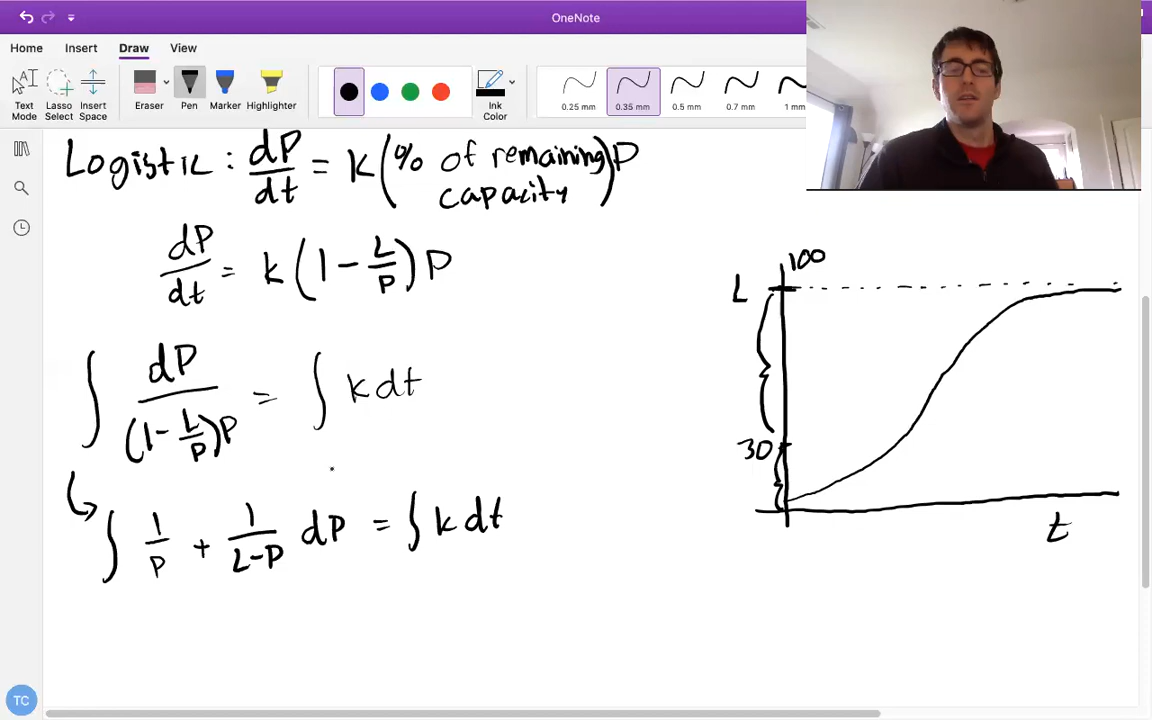 OneNote
Home Insert Draw View
Text Mode Lasso Select Insert Space Eraser Pen Marker Highlighter Ink Color 0.25 mm 0.35 mm 0.5 mm 0.7 mm 1 mm
Logistic : dP/dt = k(% of remaining capacity)P
dP/dt = k(1 - L/P)P
∫ dP/((1 - L/P)P) = ∫ k dt
∫ 1/P + 1/(L-P) dP = ∫ k dt
100
L
30
t
TC